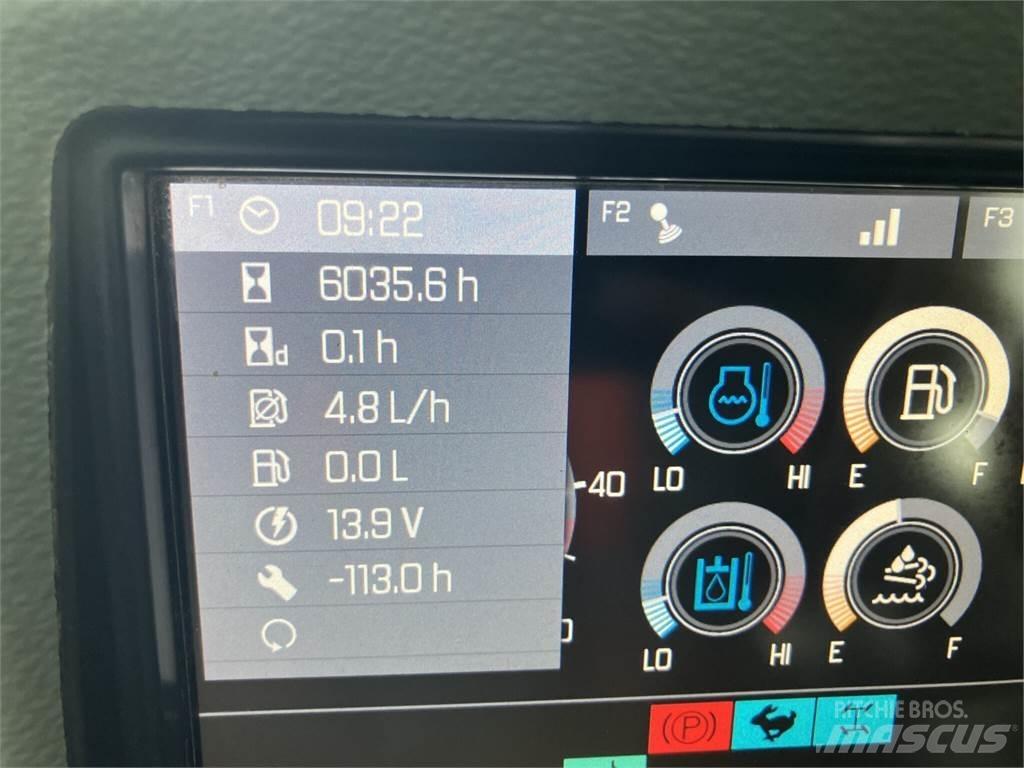 F1 09:22
F2
F3
6035.6 h
d 0.1 h
4.8 L/h
0.0 L
13.9 V
-113.0 h
40
LO HI
E F
LO HI
E F
(P)
RITCHIE BROS.
MASCUS